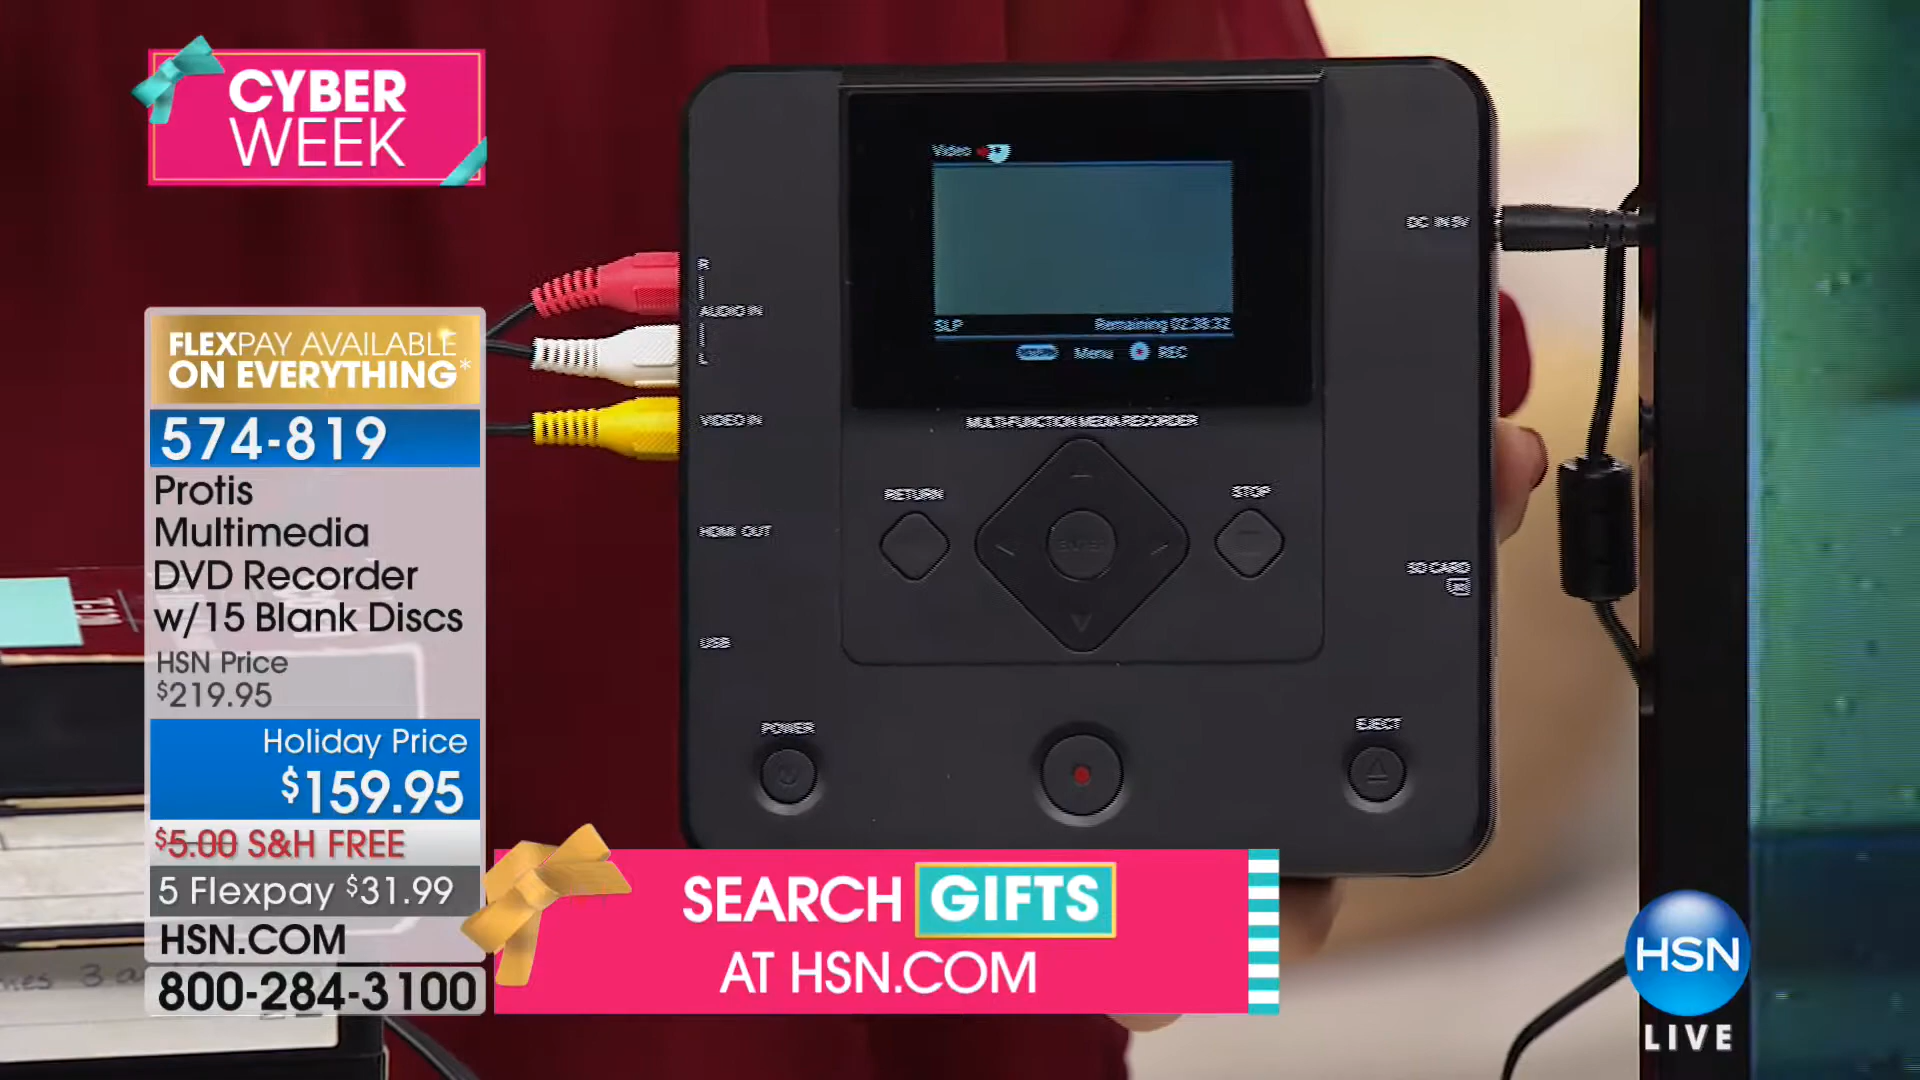 CYBER
WEEK
FLEXPAY AVAILABLE
ON EVERYTHING*
574-819
Protis
Multimedia
DVD Recorder
w/15 Blank Discs
HSN Price
$219.95
Holiday Price
$159.95
$5.00 S&H FREE
5 Flexpay $31.99
HSN.COM
800-284-3100
Video
SLP
Remaining 02:38:32
Menu
REC
MULTI-FUNCTION MEDIA RECORDER
R
AUDIO IN
L
VIDEO IN
HDMI OUT
USB
DC IN 5V
SD CARD
RETURN
ENTER
STOP
POWER
EJECT
SEARCH GIFTS
AT HSN.COM
HSN
LIVE
3 a